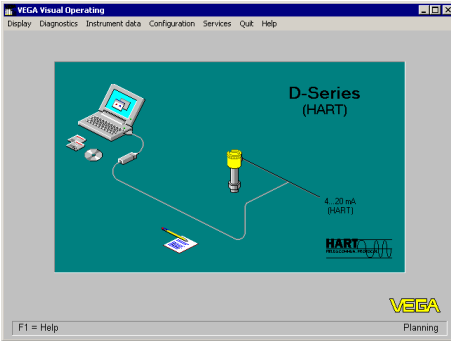 VEGA Visual Operating
Display Diagnostics Instrument data Configuration Services Quit Help
D-Series
(HART)
4...20 mA
(HART)
HART
VEGA
F1 = Help Planning